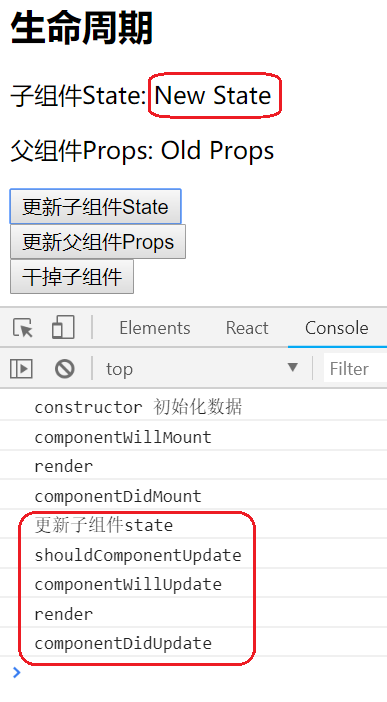 生命周期
子组件State: New State
父组件Props: Old Props
更新子组件State
更新父组件Props
干掉子组件
Elements React Console
top Filter
constructor 初始化数据
componentWillMount
render
componentDidMount
更新子组件state
shouldComponentUpdate
componentWillUpdate
render
componentDidUpdate